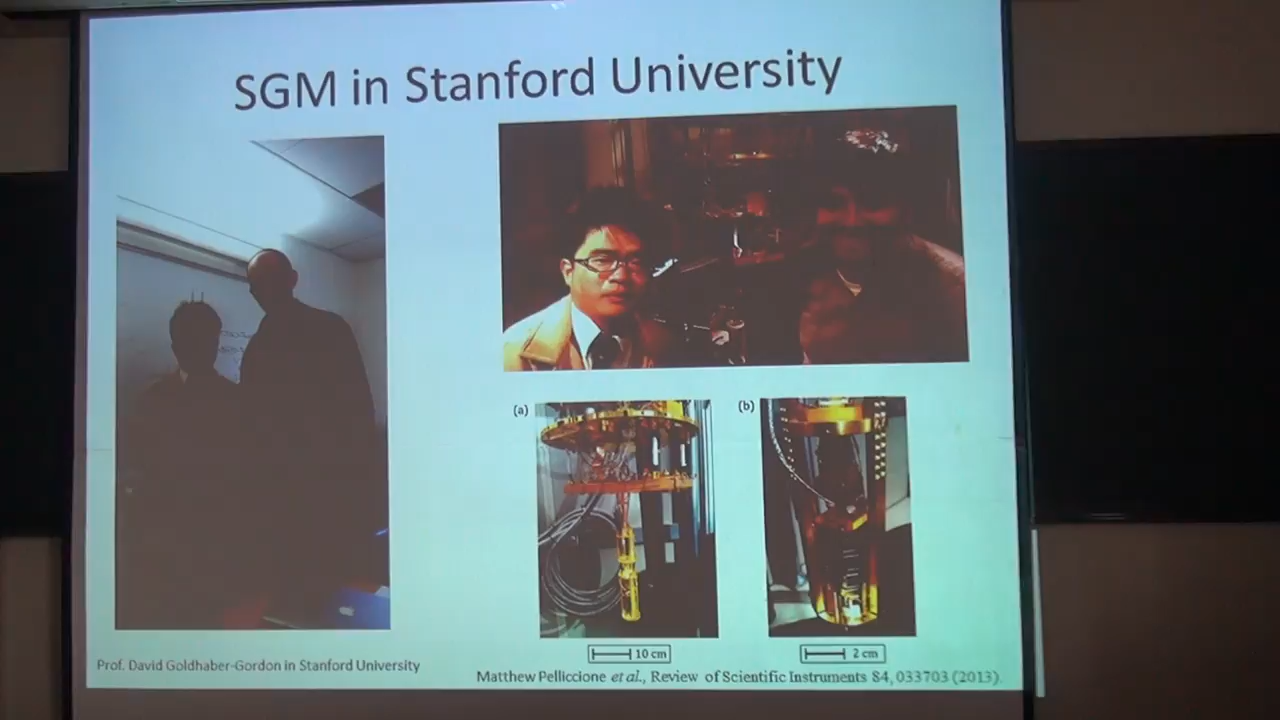 SGM in Stanford University
(a)
(b)
10 cm
2 cm
Prof. David Goldhaber-Gordon in Stanford University
Matthew Pelliccione et al., Review of Scientific Instruments 84, 033703 (2013).